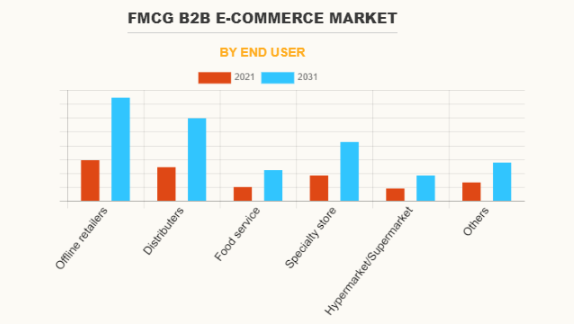 FMCG B2B E-COMMERCE MARKET
BY END USER
2021 2031
Offline retailers
Distributers
Food service
Specialty store
Hypermarket/Supermarket
Others